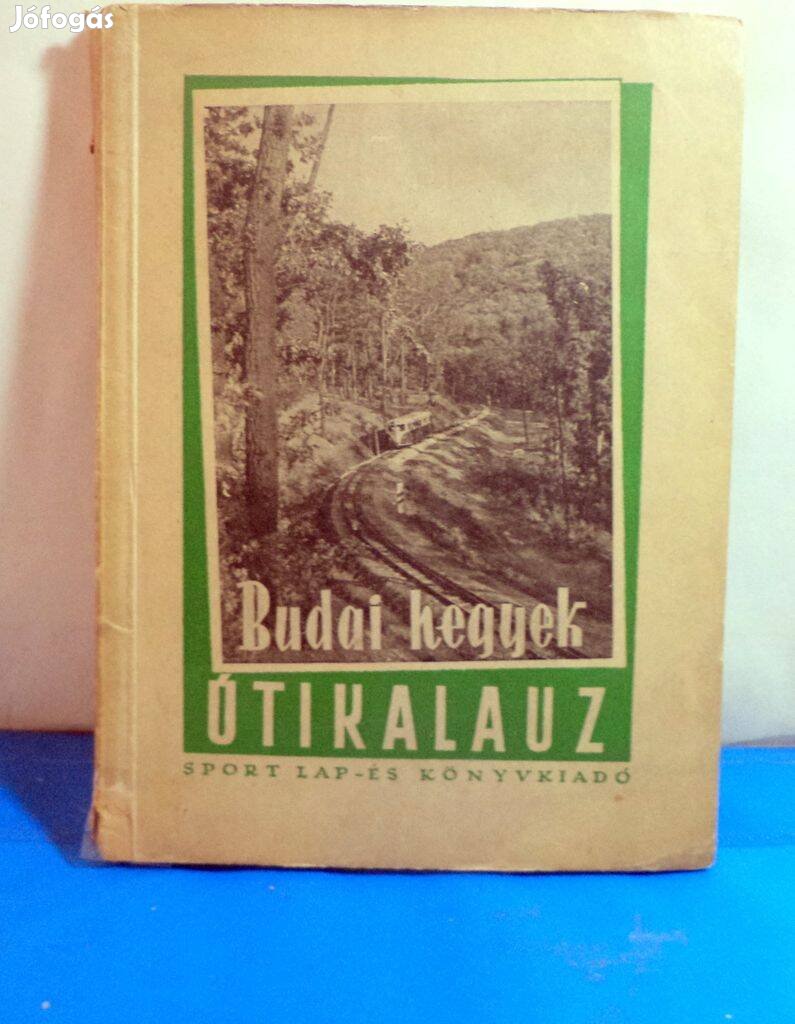 Jófogás
Budai hegyek
ÚTIKALAUZ
SPORT LAP-ÉS KÖNYVKIADÓ